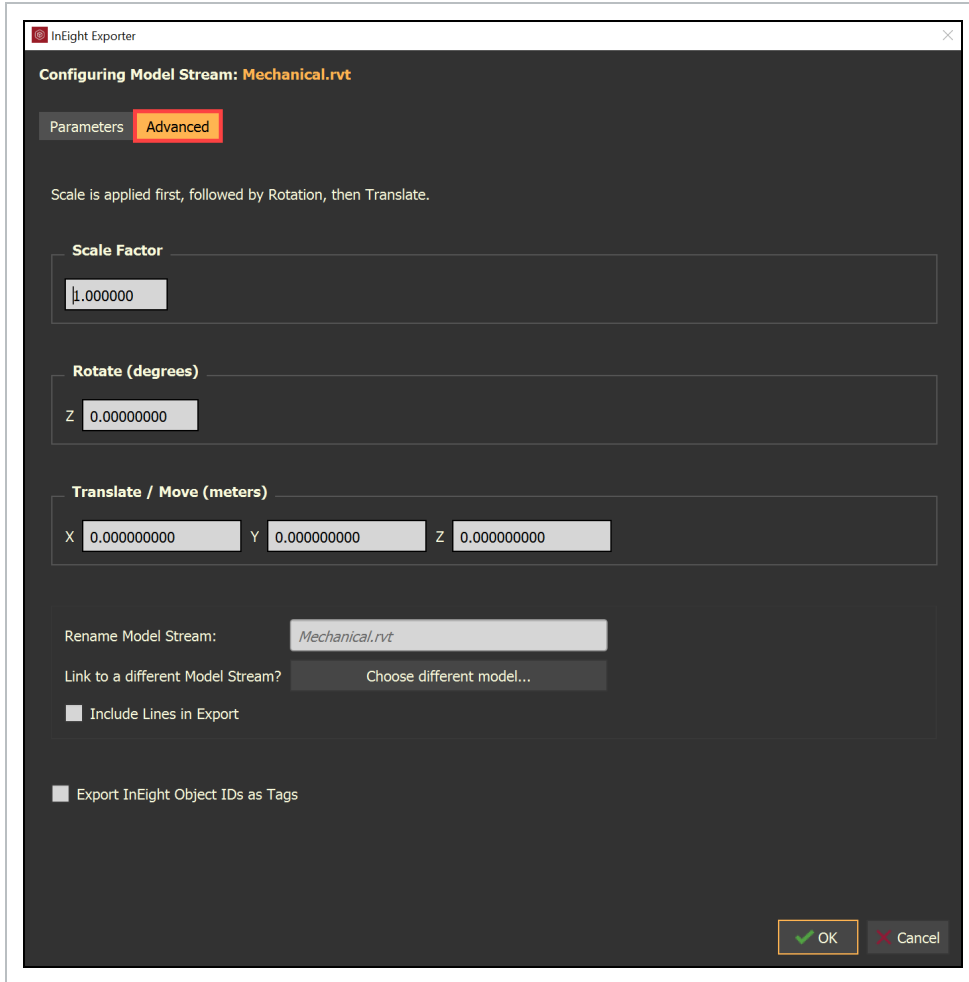 InEight Exporter
Configuring Model Stream: Mechanical.rvt
Parameters Advanced
Scale is applied first, followed by Rotation, then Translate.
Scale Factor
1.000000
Rotate (degrees)
Z 0.00000000
Translate / Move (meters)
X 0.000000000 Y 0.000000000 Z 0.000000000
Rename Model Stream: Mechanical.rvt
Link to a different Model Stream? Choose different model...
Include Lines in Export
Export InEight Object IDs as Tags
OK Cancel